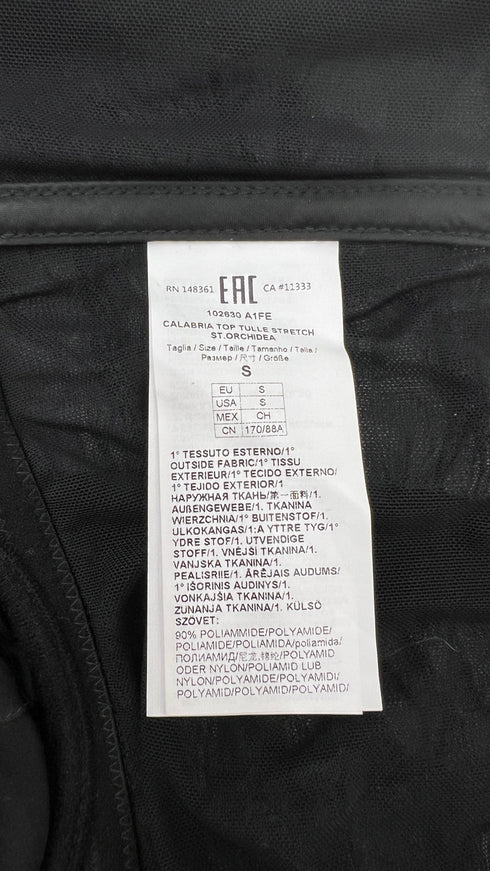 RN 148361 EAC CA #11333
102630 A1FE
CALABRIA TOP TULLE STRETCH
ST.ORCHIDEA
Taglia / Size / Taille / Tamanho / Talla /
Размер / 尺寸 / Größe
S
EU S
USA S
MEX CH
CN 170/88A
1° TESSUTO ESTERNO/1°
OUTSIDE FABRIC/1° TISSU
EXTERIEUR/1° TECIDO EXTERNO/
1° TEJIDO EXTERIOR/1
НАРУЖНАЯ ТКАНЬ/第一面料/1.
AUßENGEWEBE/1. TKANINA
WIERZCHNIA/1° BUITENSTOF/1.
ULKOKANGAS/1:A YTTRE TYG/1°
YDRE STOF/1. UTVENDIGE
STOFF/1. VNĚJŠÍ TKANINA/1.
VANJSKA TKANINA/1.
PEALISRIIE/1. ĀRĒJAIS AUDUMS/
1° IŠORINIS AUDINYS/1.
VONKAJŠIA TKANINA/1.
ZUNANJA TKANINA/1. KÜLSŐ
SZÖVET:
90% POLIAMMIDE/POLYAMIDE/
POLIAMIDE/POLIAMIDA/poliamida/
ПОЛИАМИД/尼龙,锦纶/POLYAMID
ODER NYLON/POLIAMID LUB
NYLON/POLYAMIDE/POLYAMIDI/
POLYAMID/POLYAMID/POLYAMID/